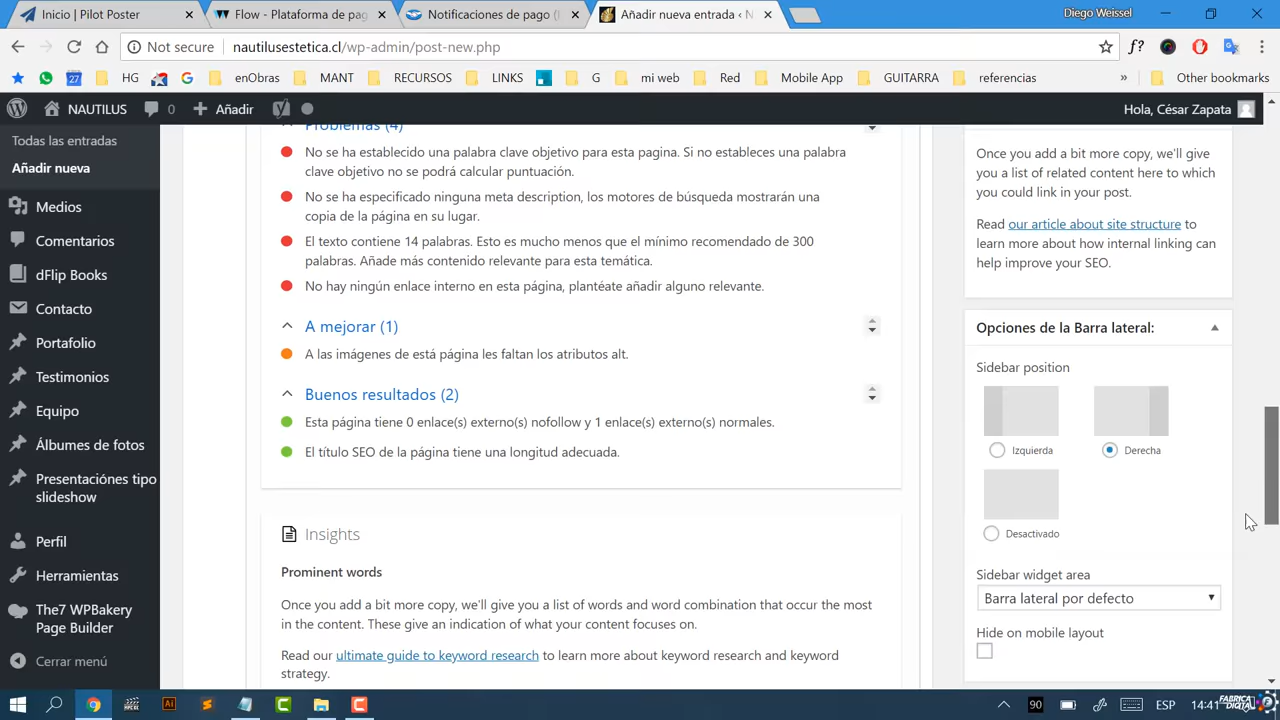 Inicio | Pilot Poster
Flow - Plataforma de pag
Notificaciones de pago (
Añadir nueva entrada ‹ N
Diego Weissel
Not secure
nautilusestetica.cl/wp-admin/post-new.php
f?
27
HG
enObras
MANT
RECURSOS
LINKS
G
mi web
Red
Mobile App
GUITARRA
referencias
»
Other bookmarks
NAUTILUS
0
Añadir
Hola, César Zapata
Todas las entradas
Añadir nueva
Medios
Comentarios
dFlip Books
Contacto
Portafolio
Testimonios
Equipo
Álbumes de fotos
Presentaciónes tipo
slideshow
Perfil
Herramientas
The7 WPBakery
Page Builder
Cerrar menú
Problemas (4)
No se ha establecido una palabra clave objetivo para esta pagina. Si no estableces una palabra
clave objetivo no se podrá calcular puntuación.
No se ha especificado ninguna meta description, los motores de búsqueda mostrarán una
copia de la página en su lugar.
El texto contiene 14 palabras. Esto es mucho menos que el mínimo recomendado de 300
palabras. Añade más contenido relevante para esta temática.
No hay ningún enlace interno en esta página, plantéate añadir alguno relevante.
A mejorar (1)
A las imágenes de está página les faltan los atributos alt.
Buenos resultados (2)
Esta página tiene 0 enlace(s) externo(s) nofollow y 1 enlace(s) externo(s) normales.
El título SEO de la página tiene una longitud adecuada.
Insights
Prominent words
Once you add a bit more copy, we'll give you a list of words and word combination that occur the most
in the content. These give an indication of what your content focuses on.
Read our ultimate guide to keyword research to learn more about keyword research and keyword
strategy.
Once you add a bit more copy, we'll give
you a list of related content here to which
you could link in your post.
Read our article about site structure to
learn more about how internal linking can
help improve your SEO.
Opciones de la Barra lateral:
Sidebar position
Izquierda
Derecha
Desactivado
Sidebar widget area
Barra lateral por defecto
Hide on mobile layout
Ai
90
ESP
14:41
FABRICA
DIGITAL